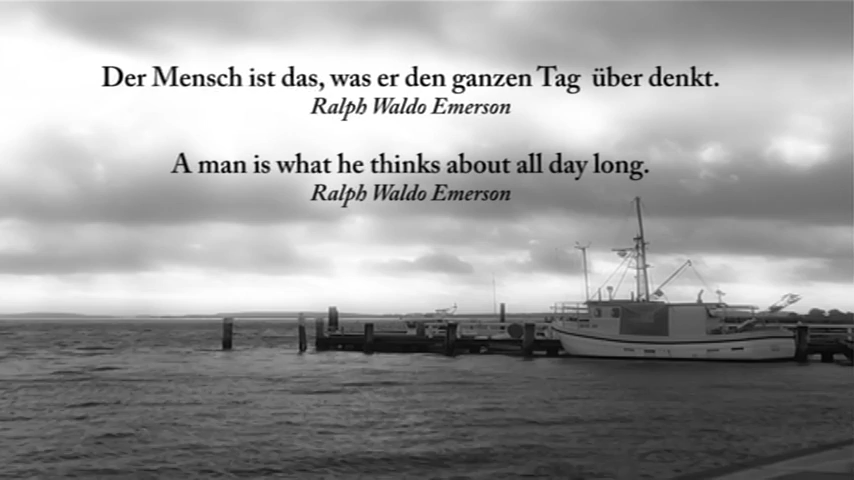 Der Mensch ist das, was er den ganzen Tag über denkt.
Ralph Waldo Emerson
A man is what he thinks about all day long.
Ralph Waldo Emerson